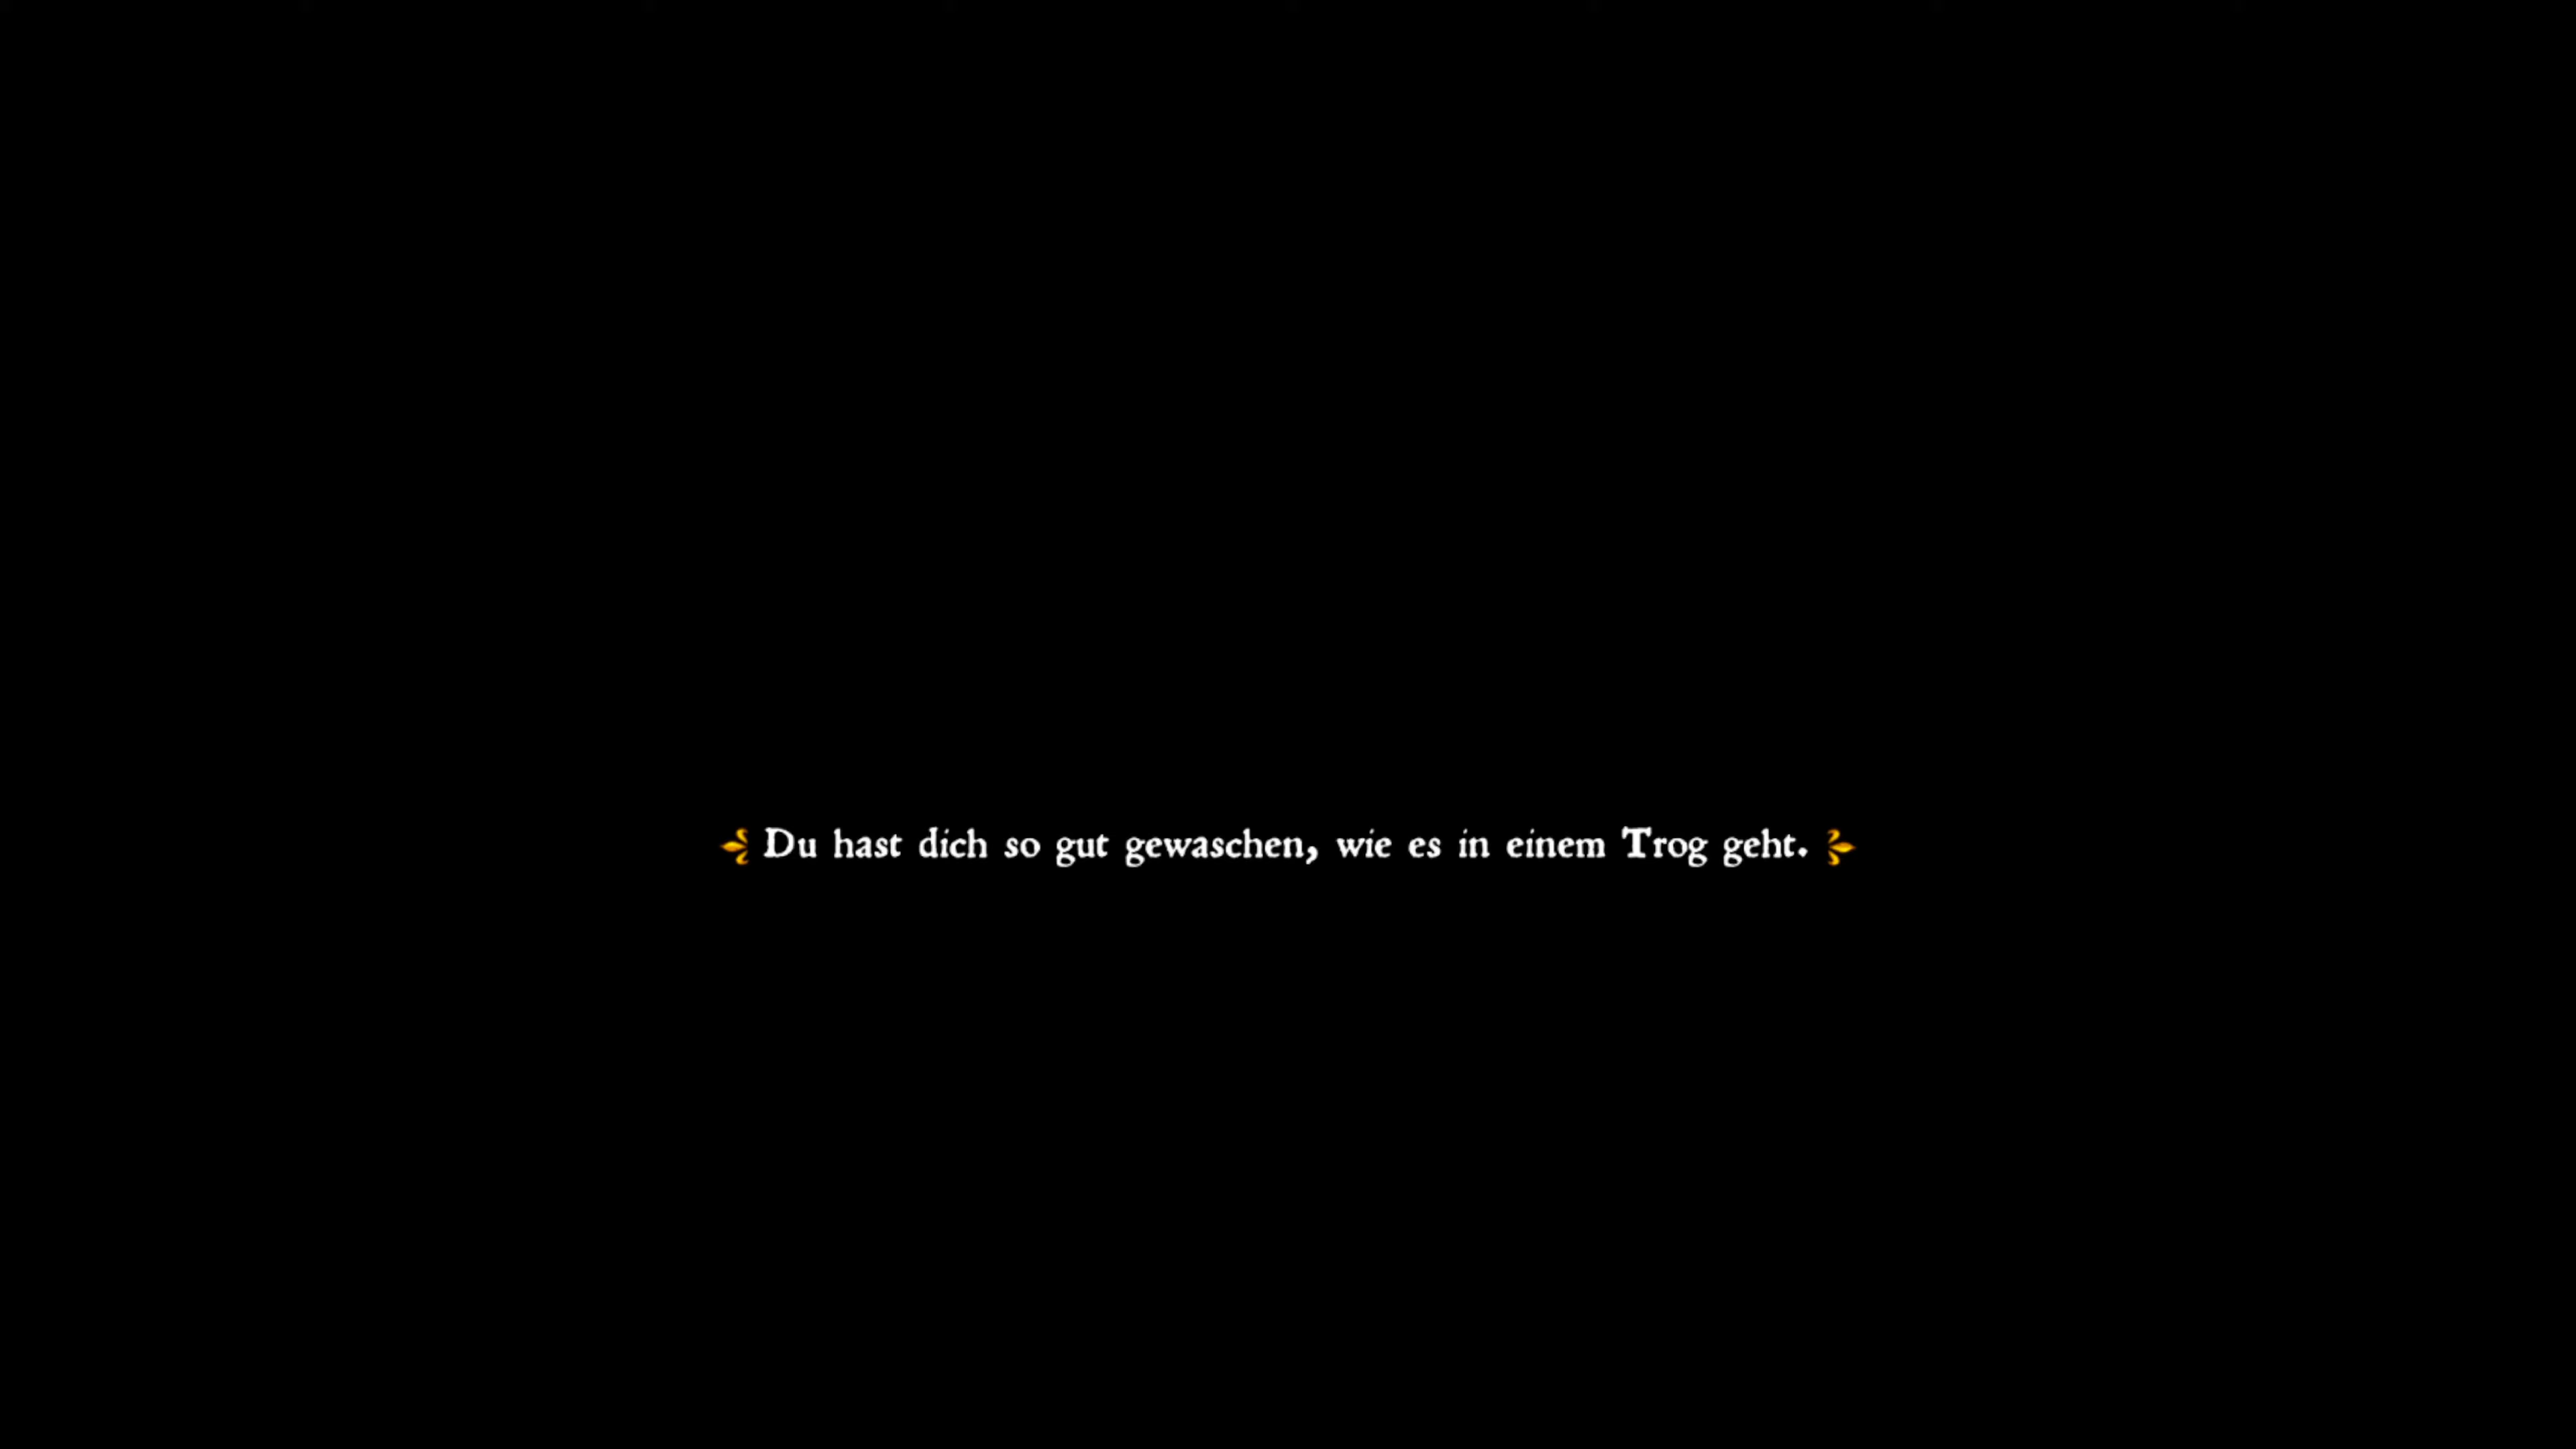 Du hast dich so gut gewaschen, wie es in einem Trog geht.